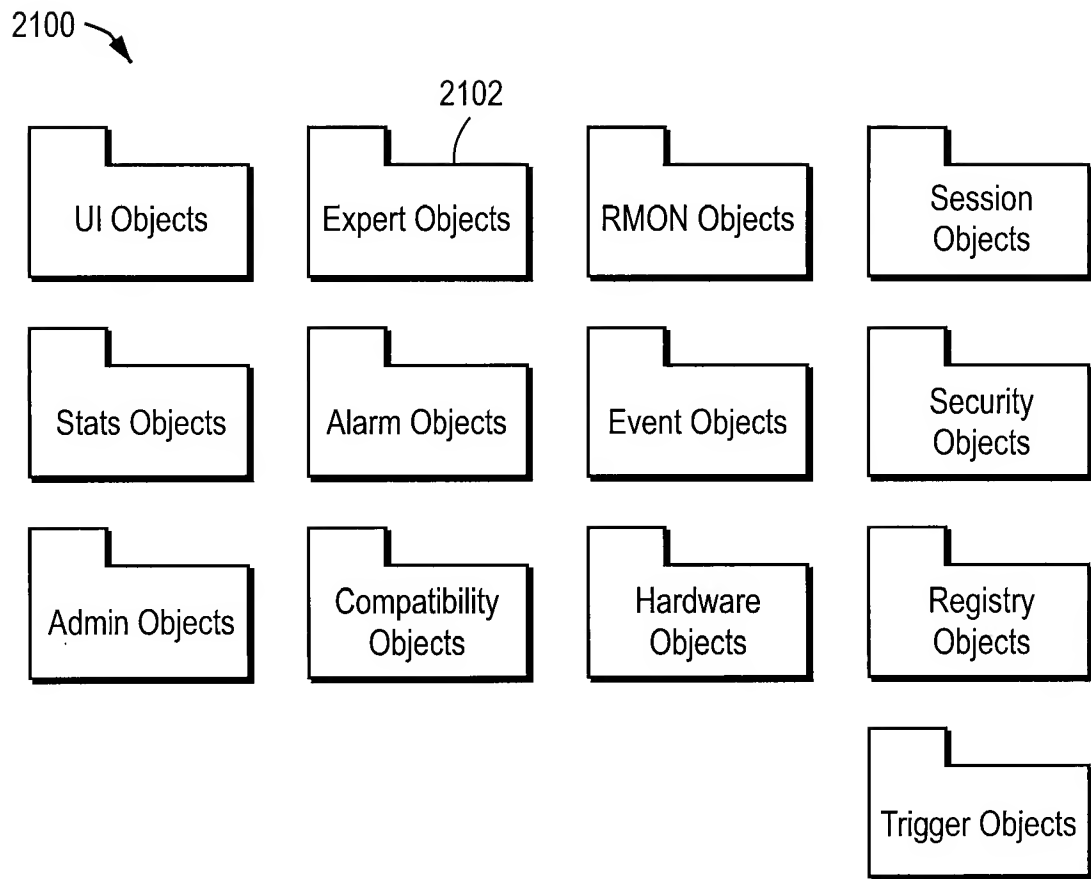 2100
2102
UI Objects
Expert Objects
RMON Objects
Session
Objects
Stats Objects
Alarm Objects
Event Objects
Security
Objects
Admin Objects
Compatibility
Objects
Hardware
Objects
Registry
Objects
Trigger Objects